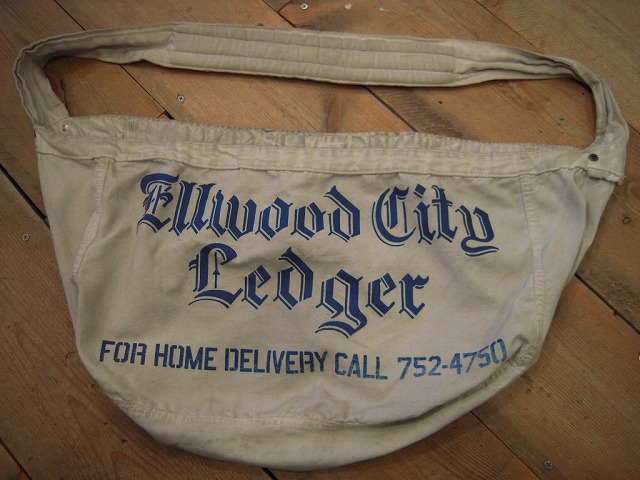 Ellwood City
Ledger
FOR HOME DELIVERY CALL 752-4750